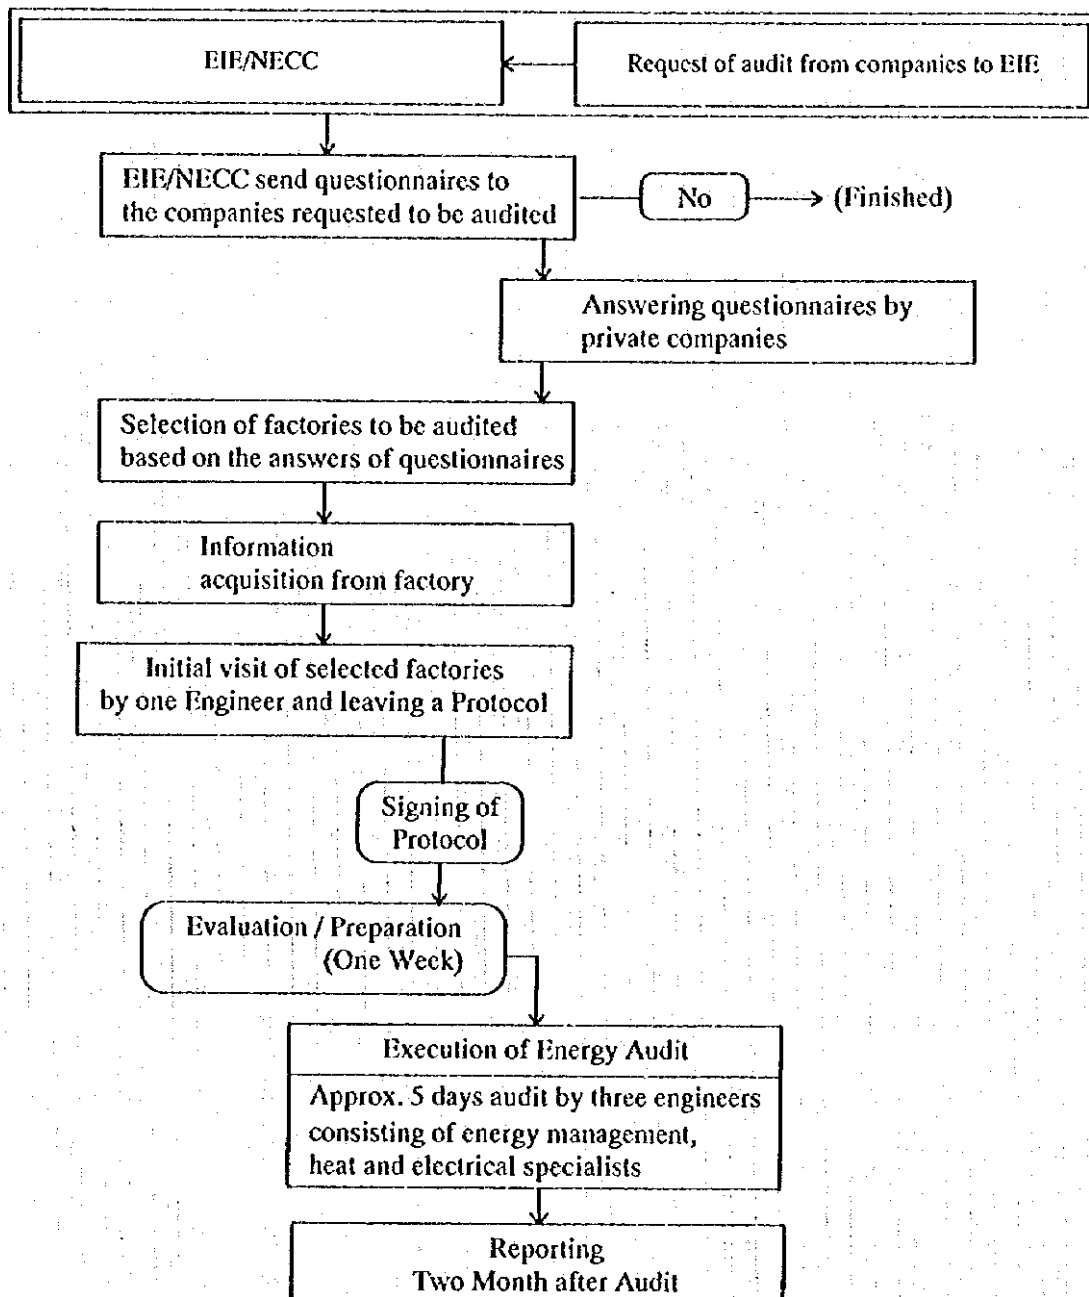 EIE/NECC
Request of audit from companies to EIE
EIE/NECC send questionnaires to
the companies requested to be audited
No
(Finished)
Answering questionnaires by
private companies
Selection of factories to be audited
based on the answers of questionnaires
Information
acquisition from factory
Initial visit of selected factories
by one Engineer and leaving a Protocol
Signing of
Protocol
Evaluation / Preparation
(One Week)
Execution of Energy Audit
Approx. 5 days audit by three engineers
consisting of energy management,
heat and electrical specialists
Reporting
Two Month after Audit